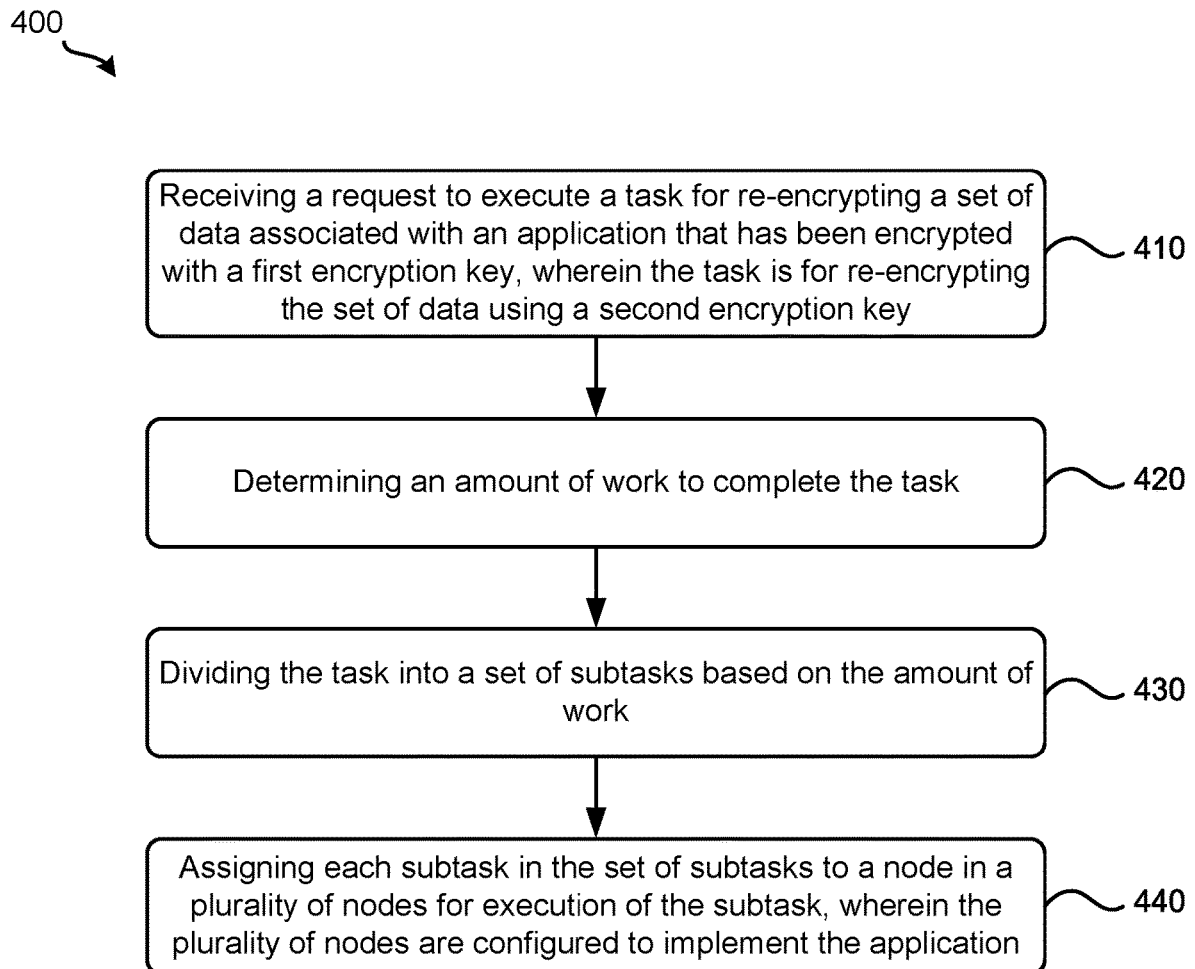 400
Receiving a request to execute a task for re-encrypting a set of
data associated with an application that has been encrypted
with a first encryption key, wherein the task is for re-encrypting
the set of data using a second encryption key
410
Determining an amount of work to complete the task
420
Dividing the task into a set of subtasks based on the amount of
work
430
Assigning each subtask in the set of subtasks to a node in a
plurality of nodes for execution of the subtask, wherein the
plurality of nodes are configured to implement the application
440